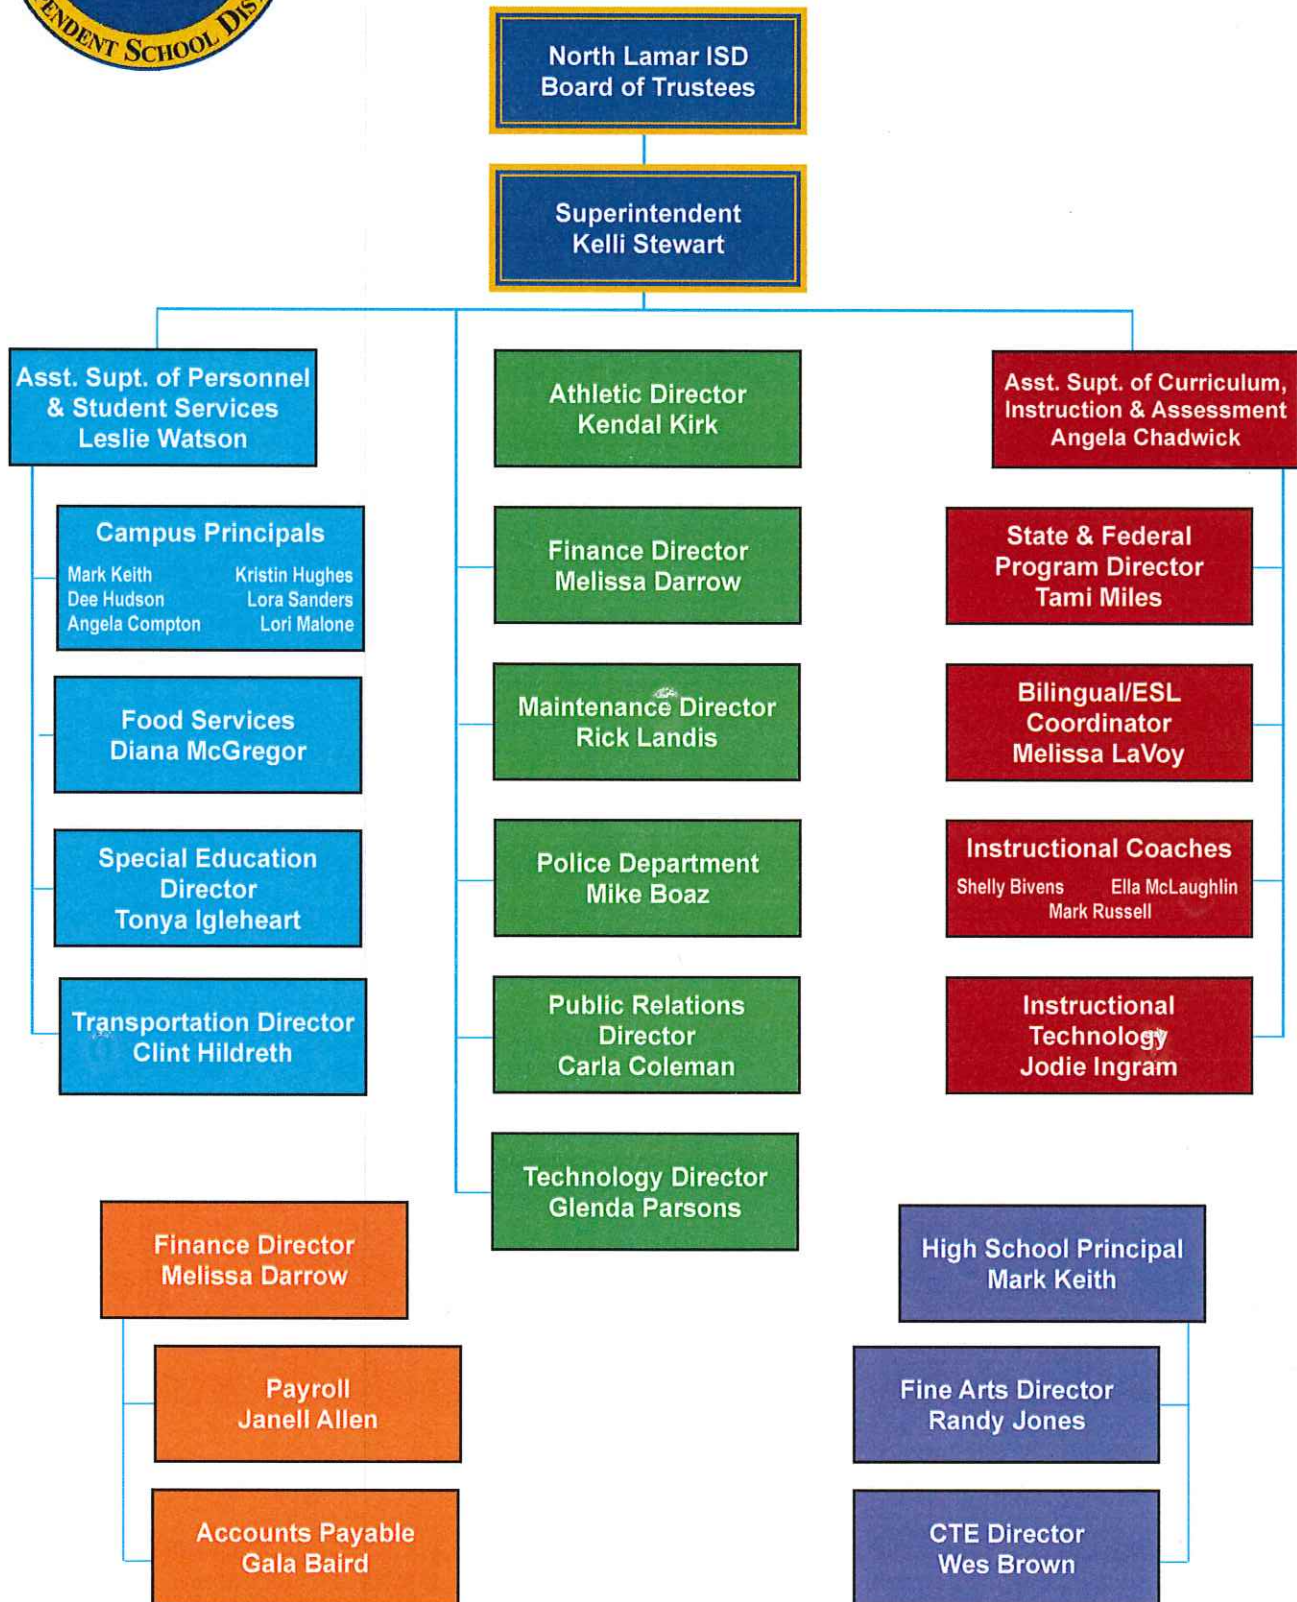 ENDENT SCHOOL DIS
North Lamar ISD
Board of Trustees
Superintendent
Kelli Stewart
Asst. Supt. of Personnel
& Student Services
Leslie Watson
Campus Principals
Mark Keith Kristin Hughes
Dee Hudson Lora Sanders
Angela Compton Lori Malone
Food Services
Diana McGregor
Special Education
Director
Tonya Igleheart
Transportation Director
Clint Hildreth
Athletic Director
Kendal Kirk
Finance Director
Melissa Darrow
Maintenance Director
Rick Landis
Police Department
Mike Boaz
Public Relations
Director
Carla Coleman
Technology Director
Glenda Parsons
Asst. Supt. of Curriculum,
Instruction & Assessment
Angela Chadwick
State & Federal
Program Director
Tami Miles
Bilingual/ESL
Coordinator
Melissa LaVoy
Instructional Coaches
Shelly Bivens Ella McLaughlin
Mark Russell
Instructional
Technology
Jodie Ingram
Finance Director
Melissa Darrow
Payroll
Janell Allen
Accounts Payable
Gala Baird
High School Principal
Mark Keith
Fine Arts Director
Randy Jones
CTE Director
Wes Brown